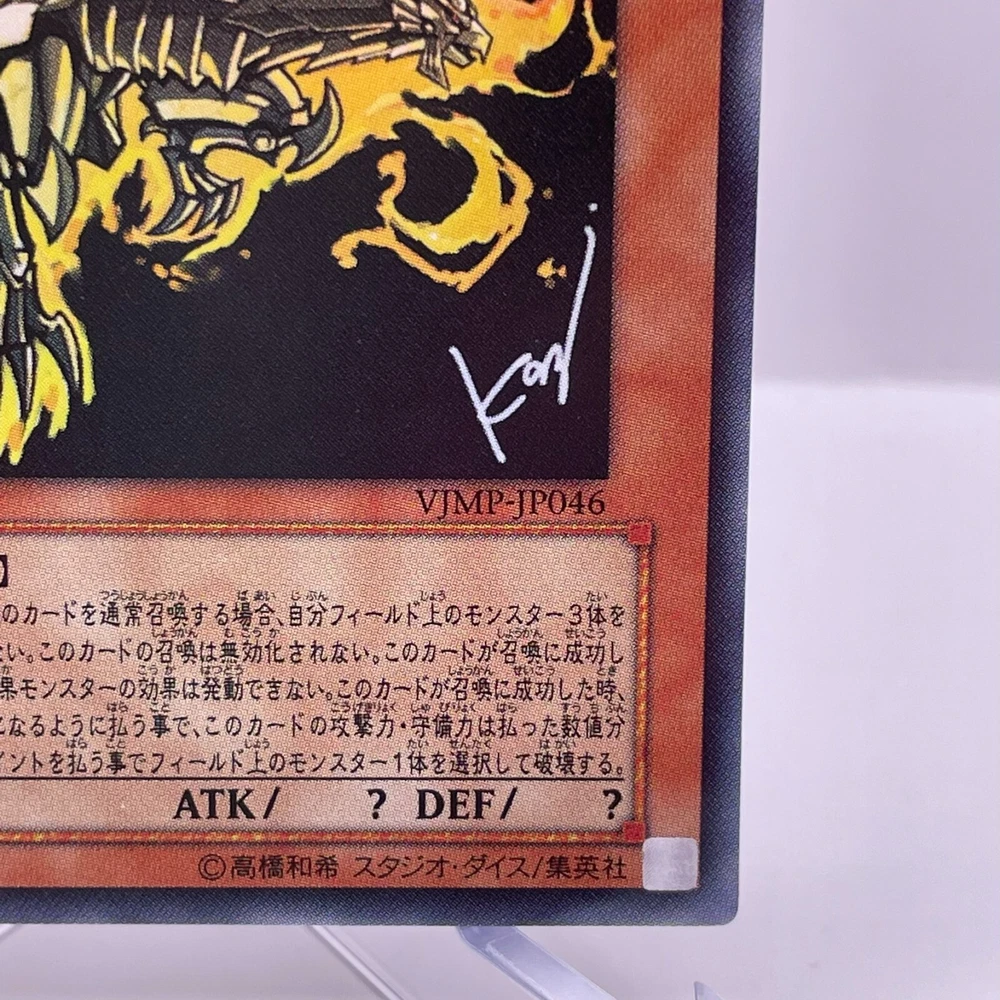 Kazuki
VJMP-JP046
のカードを通常召喚する場合、自分フィールド上のモンスター3体を
い。このカードの召喚は無効化されない。このカードが召喚に成功し
果モンスターの効果は発動できない。このカードが召喚に成功した時、
になるように払う事で、このカードの攻撃力・守備力は払った数値分
イントを払う事でフィールド上のモンスター1体を選択して破壊する。
ATK/ ? DEF/ ?
©高橋和希 スタジオ・ダイス/集英社